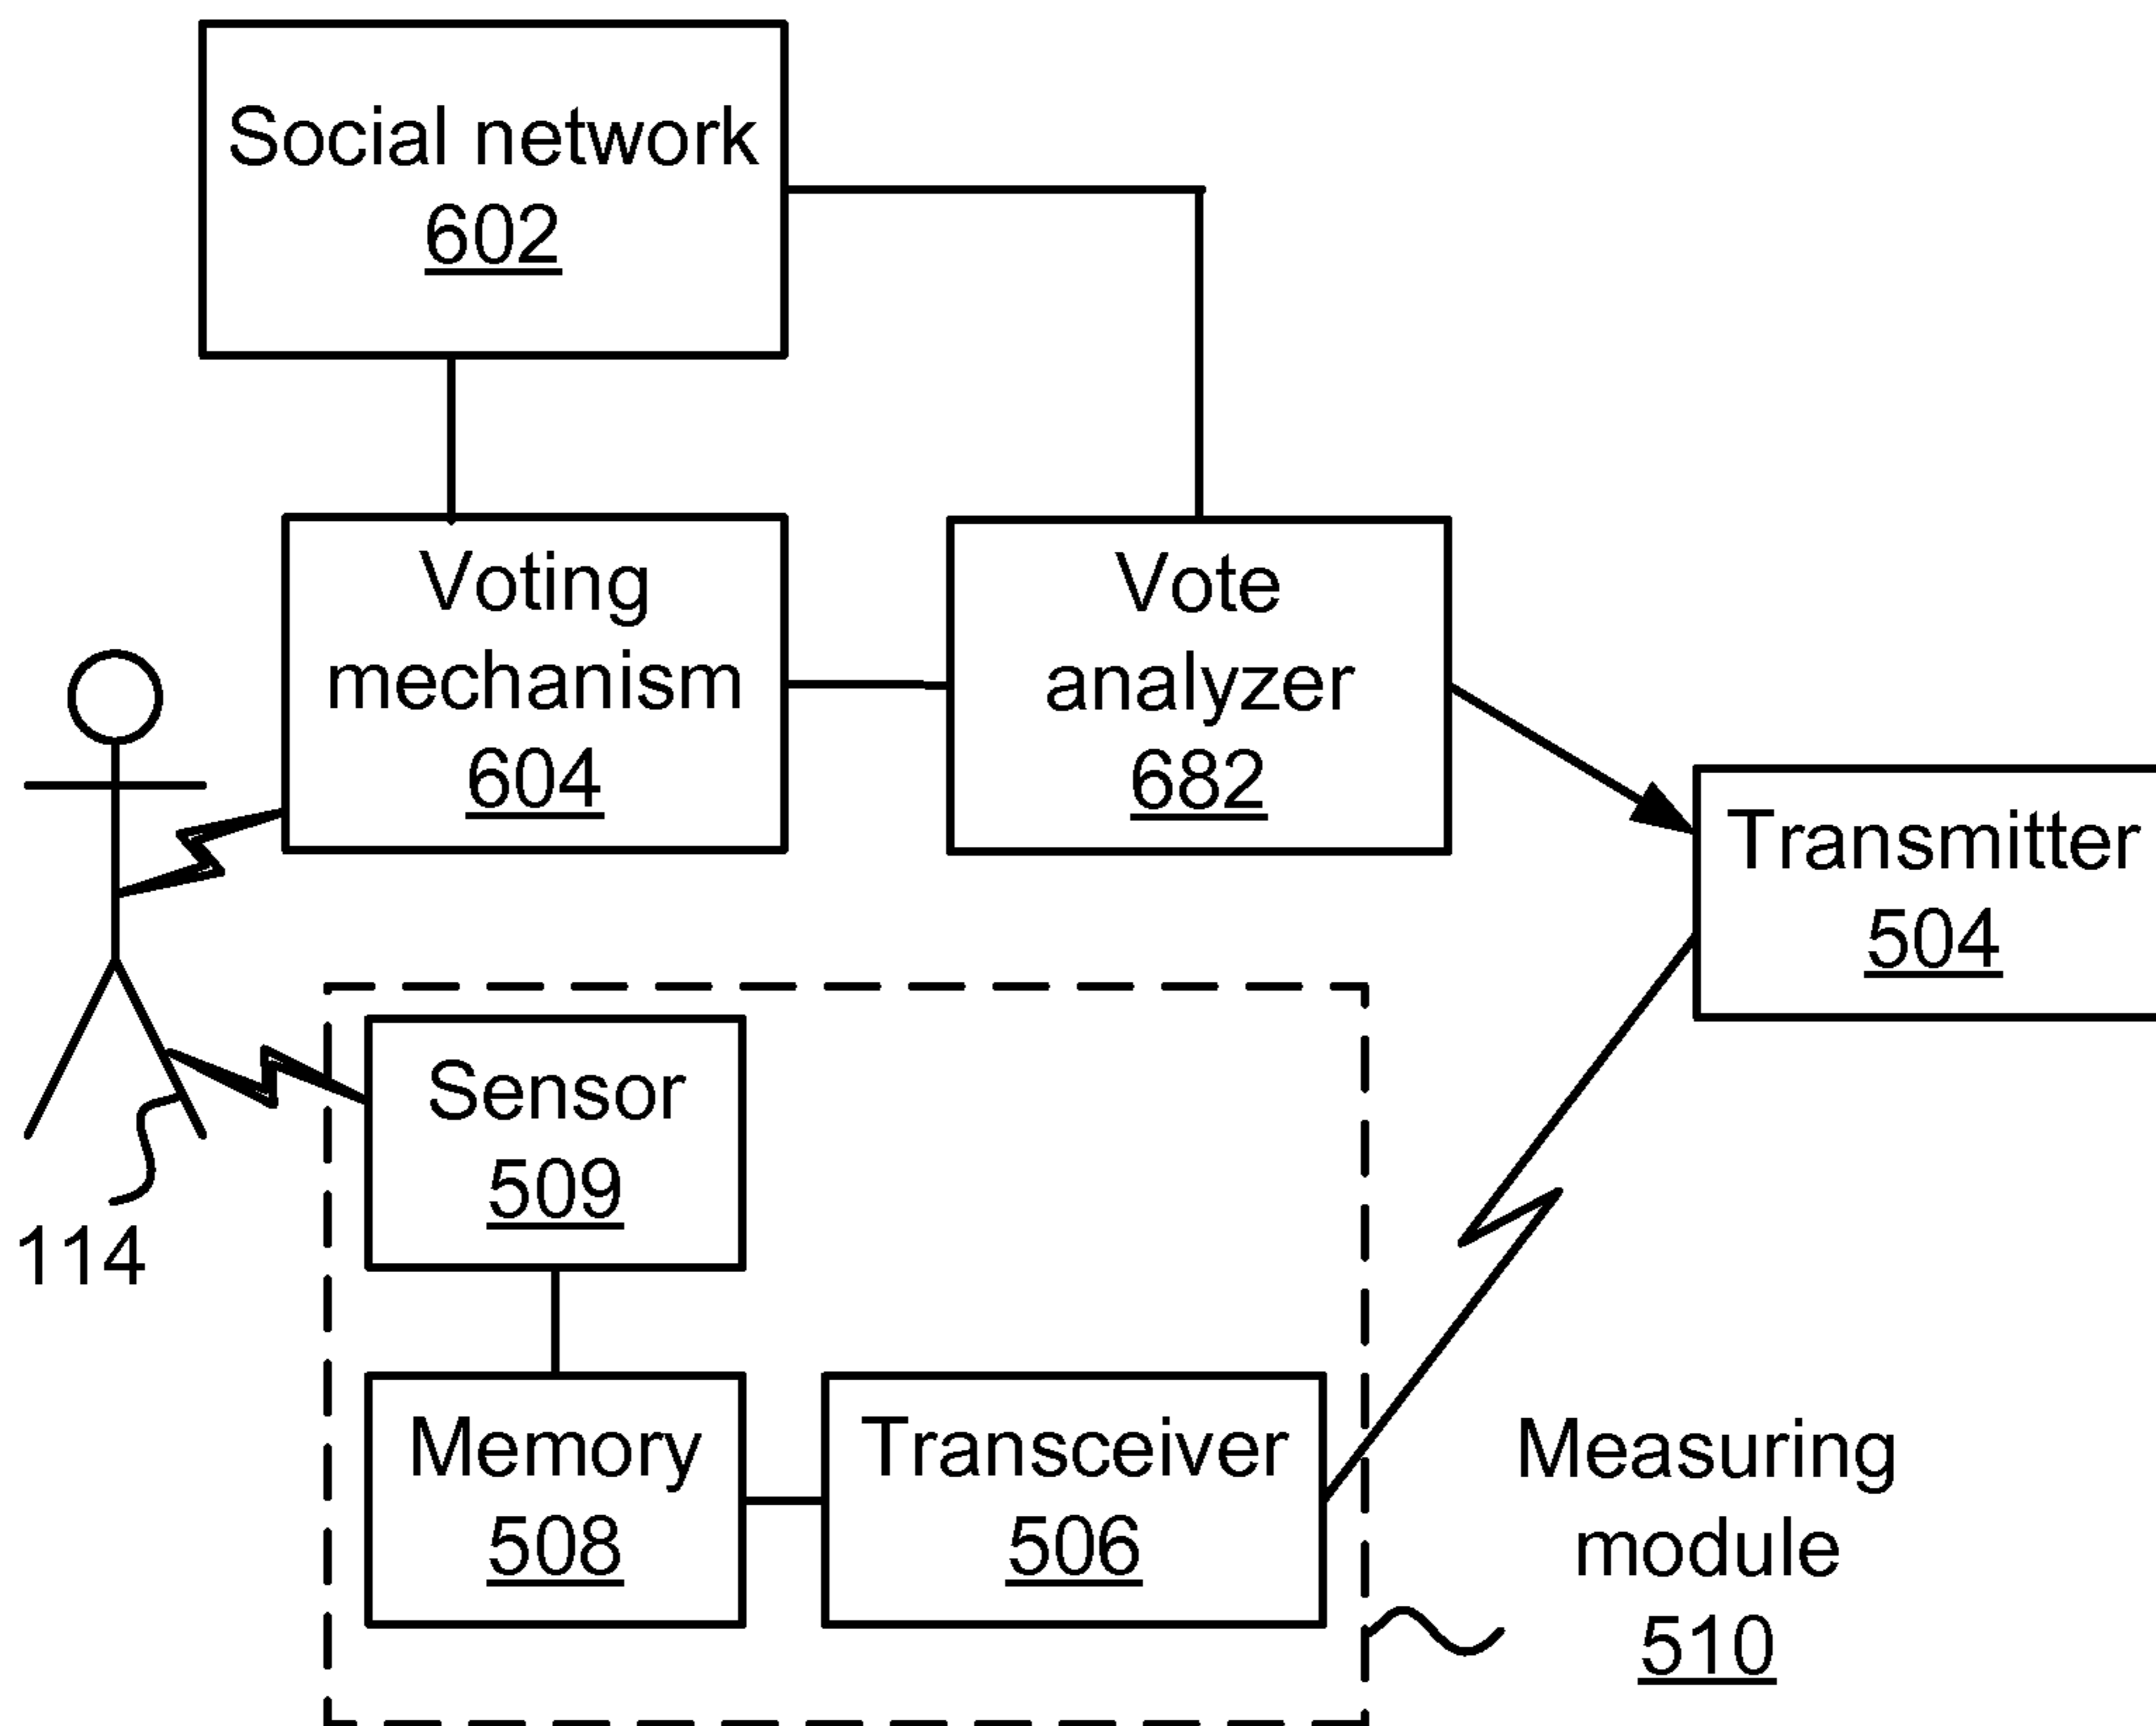 Social network
602
Voting
mechanism
604
Vote
analyzer
682
Transmitter
504
Sensor
509
114
Memory
508
Transceiver
506
Measuring
module
510